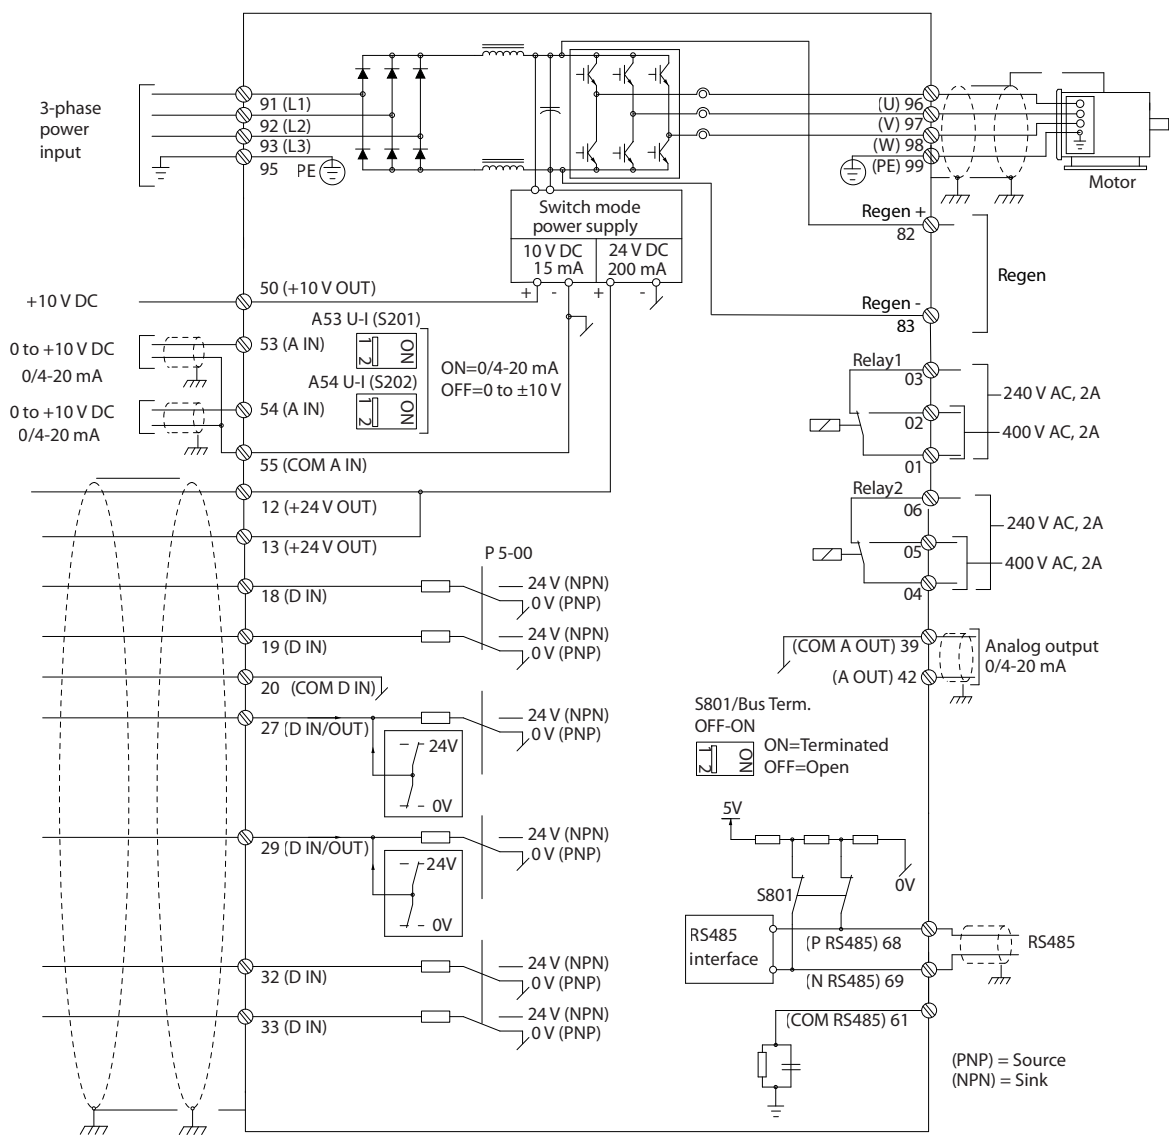 3-phase
power
input
91 (L1)
92 (L2)
93 (L3)
95 PE
(U) 96
(V) 97
(W) 98
(PE) 99
Motor
Switch mode
power supply
10 V DC
15 mA
24 V DC
200 mA
+ - + -
Regen +
82
Regen
Regen -
83
+10 V DC
50 (+10 V OUT)
A53 U-I (S201)
53 (A IN)
1 2
ON
0 to +10 V DC
0/4-20 mA
ON=0/4-20 mA
OFF=0 to ±10 V
A54 U-I (S202)
54 (A IN)
1 2
ON
0 to +10 V DC
0/4-20 mA
55 (COM A IN)
12 (+24 V OUT)
13 (+24 V OUT)
Relay1
03
240 V AC, 2A
02
400 V AC, 2A
01
Relay2
06
240 V AC, 2A
05
400 V AC, 2A
04
P 5-00
18 (D IN)
24 V (NPN)
0 V (PNP)
19 (D IN)
24 V (NPN)
0 V (PNP)
20 (COM D IN)
27 (D IN/OUT)
24 V (NPN)
0 V (PNP)
24V
0V
29 (D IN/OUT)
24 V (NPN)
0 V (PNP)
24V
0V
32 (D IN)
24 V (NPN)
0 V (PNP)
33 (D IN)
24 V (NPN)
0 V (PNP)
(COM A OUT) 39
(A OUT) 42
Analog output
0/4-20 mA
S801/Bus Term.
OFF-ON
1 2
ON
ON=Terminated
OFF=Open
5V
0V
S801
RS485
interface
(P RS485) 68
RS485
(N RS485) 69
(COM RS485) 61
(PNP) = Source
(NPN) = Sink